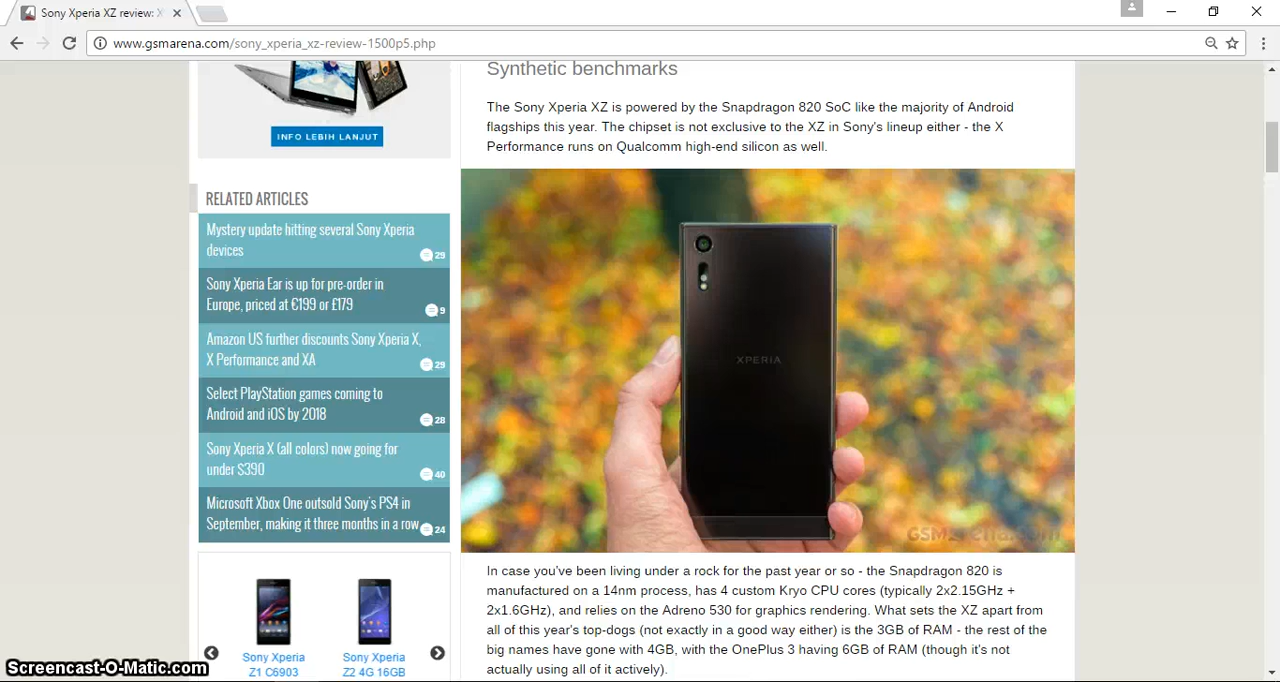 Sony Xperia XZ review:
www.gsmarena.com/sony_xperia_xz-review-1500p5.php
INFO LEBIH LANJUT
RELATED ARTICLES
Mystery update hitting several Sony Xperia
devices
29
Sony Xperia Ear is up for pre-order in
Europe, priced at €199 or £179
9
Amazon US further discounts Sony Xperia X,
X Performance and XA
29
Select PlayStation games coming to
Android and iOS by 2018
28
Sony Xperia X (all colors) now going for
under $390
40
Microsoft Xbox One outsold Sony's PS4 in
September, making it three months in a row
24
Sony Xperia
Z1 C6903
Sony Xperia
Z2 4G 16GB
Synthetic benchmarks
The Sony Xperia XZ is powered by the Snapdragon 820 SoC like the majority of Android
flagships this year. The chipset is not exclusive to the XZ in Sony's lineup either - the X
Performance runs on Qualcomm high-end silicon as well.
XPERIA
GSMarena.com
In case you've been living under a rock for the past year or so - the Snapdragon 820 is
manufactured on a 14nm process, has 4 custom Kryo CPU cores (typically 2x2.15GHz +
2x1.6GHz), and relies on the Adreno 530 for graphics rendering. What sets the XZ apart from
all of this year's top-dogs (not exactly in a good way either) is the 3GB of RAM - the rest of the
big names have gone with 4GB, with the OnePlus 3 having 6GB of RAM (though it's not
actually using all of it actively).
Screencast-O-Matic.com